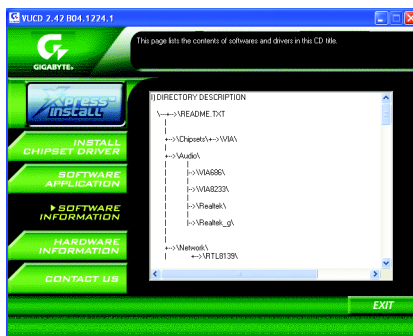 VUCD 2.42 B04.1224.1
GIGABYTE
This page lists the contents of softwares and drivers in this CD title.
Xpress-
install
INSTALL
CHIPSET DRIVER
SOFTWARE
APPLICATION
SOFTWARE
INFORMATION
HARDWARE
INFORMATION
CONTACT US
I) DIRECTORY DESCRIPTION
\--+-->\README.TXT
|
+-->\Chipsets\+-->\VIA\
|
+-->\Audio\
| |
| |-->\VIA686\
| |
| |-->\VIA8233\
| |
| |-->\Realtek\
| |
| |-->\Realtek_g\
|
+-->\Network\
| +-->\RTL8139\
EXIT